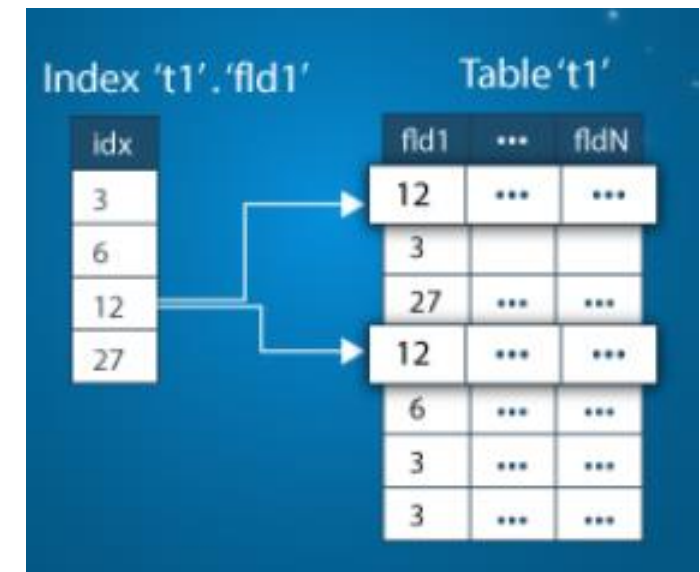 Index 't1'.'fld1'
idx
3
6
12
27
Table 't1'
fld1 ••• fldN
12 ••• •••
3
27 ••• •••
12 ••• •••
6 ••• •••
3 ••• •••
3 ••• •••